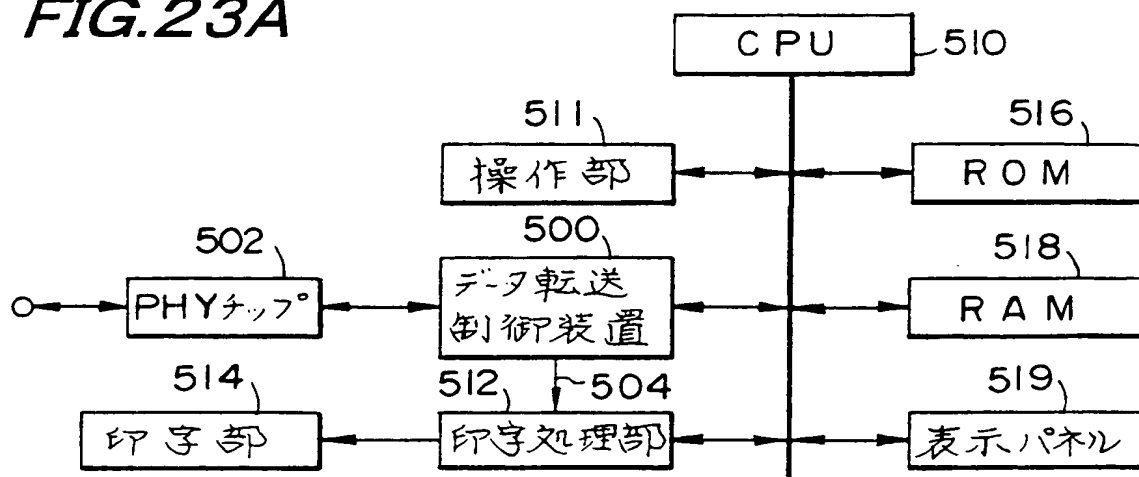 FIG.23A
CPU
510
511
516
操作部
ROM
502
500
518
PHYチップ
データ転送
制御装置
RAM
514
512
504
519
印字部
印字処理部
表示パネル